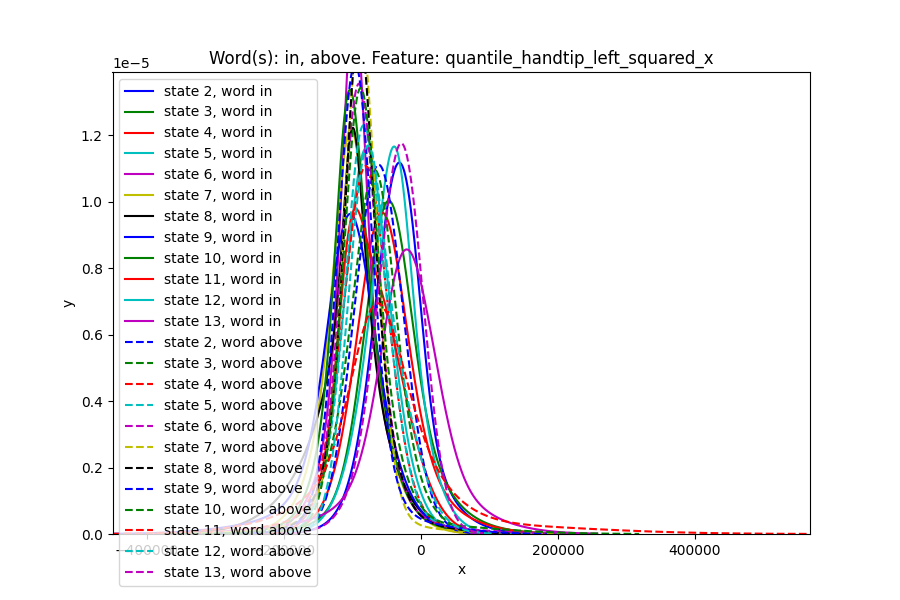 Word(s): in, above. Feature: quantile_handtip_left_squared_x
1e−5
state 2, word in
state 3, word in
state 4, word in
state 5, word in
state 6, word in
state 7, word in
state 8, word in
state 9, word in
state 10, word in
state 11, word in
state 12, word in
state 13, word in
state 2, word above
state 3, word above
state 4, word above
state 5, word above
state 6, word above
state 7, word above
state 8, word above
state 9, word above
state 10, word above
state 11, word above
state 12, word above
state 13, word above
1.2
1.0
0.8
0.6
0.4
0.2
0.0
y
−400000 −200000 0 200000 400000
x